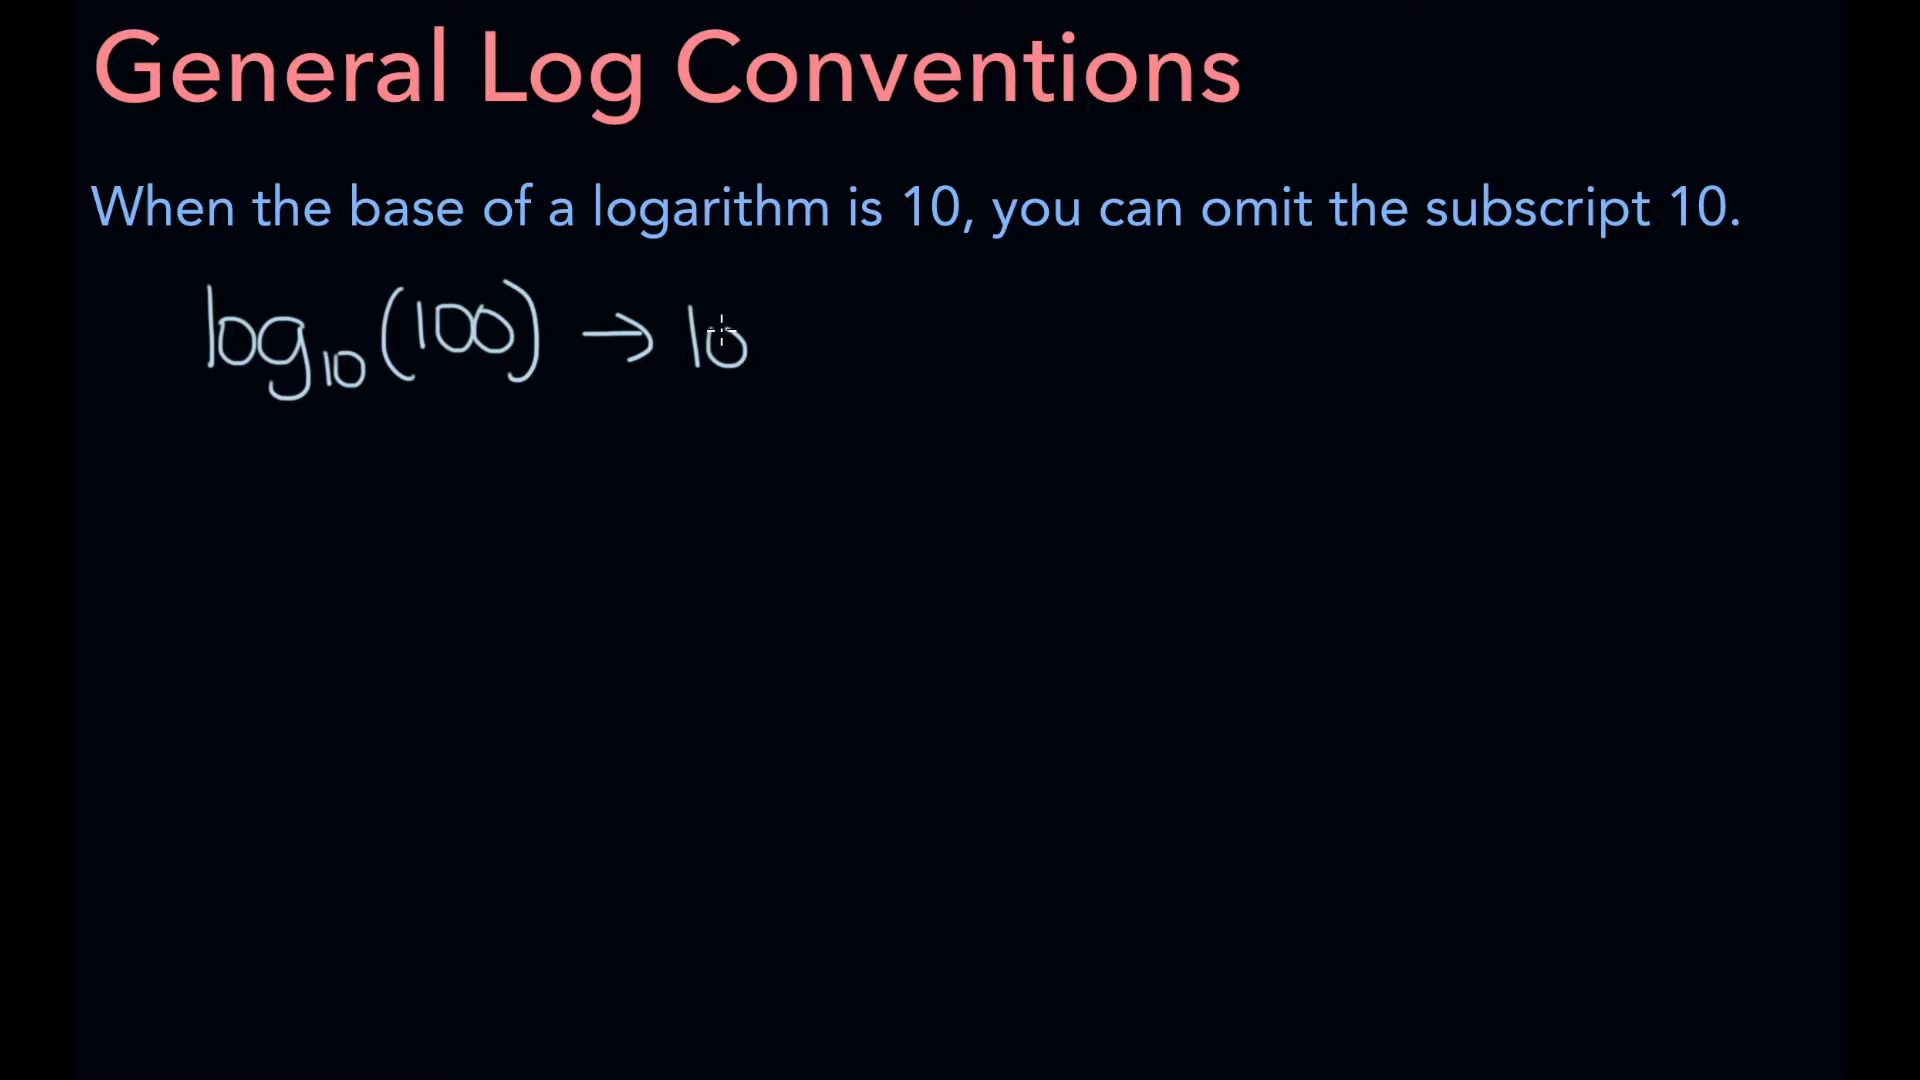 General Log Conventions
When the base of a logarithm is 10, you can omit the subscript 10.
log₁₀(100) → lo